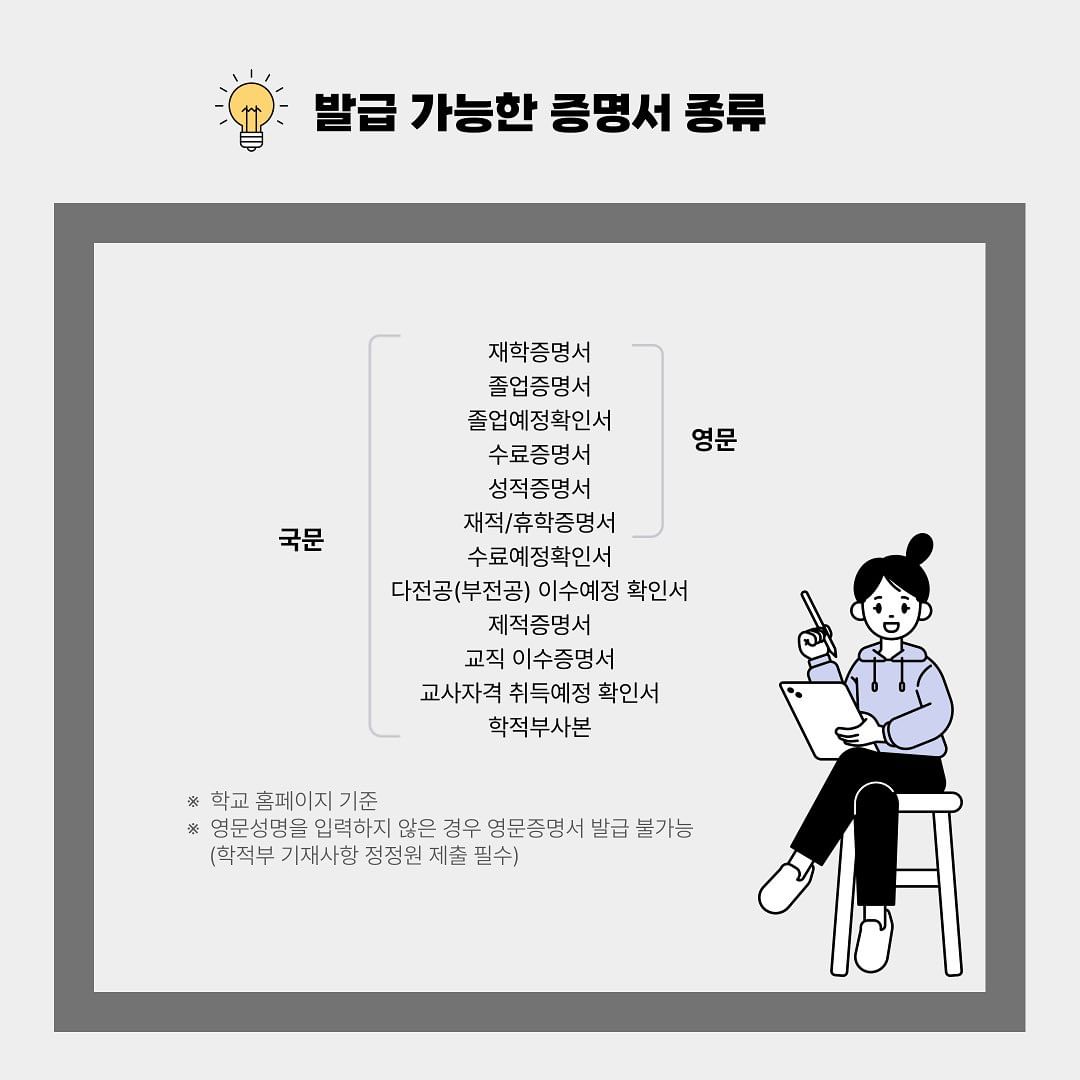 발급 가능한 증명서 종류
재학증명서
졸업증명서
졸업예정확인서
영문
수료증명서
성적증명서
재적/휴학증명서
국문
수료예정확인서
다전공(부전공) 이수예정 확인서
제적증명서
교직 이수증명서
교사자격 취득예정 확인서
학적부사본
※ 학교 홈페이지 기준
※ 영문성명을 입력하지 않은 경우 영문증명서 발급 불가능
(학적부 기재사항 정정원 제출 필수)